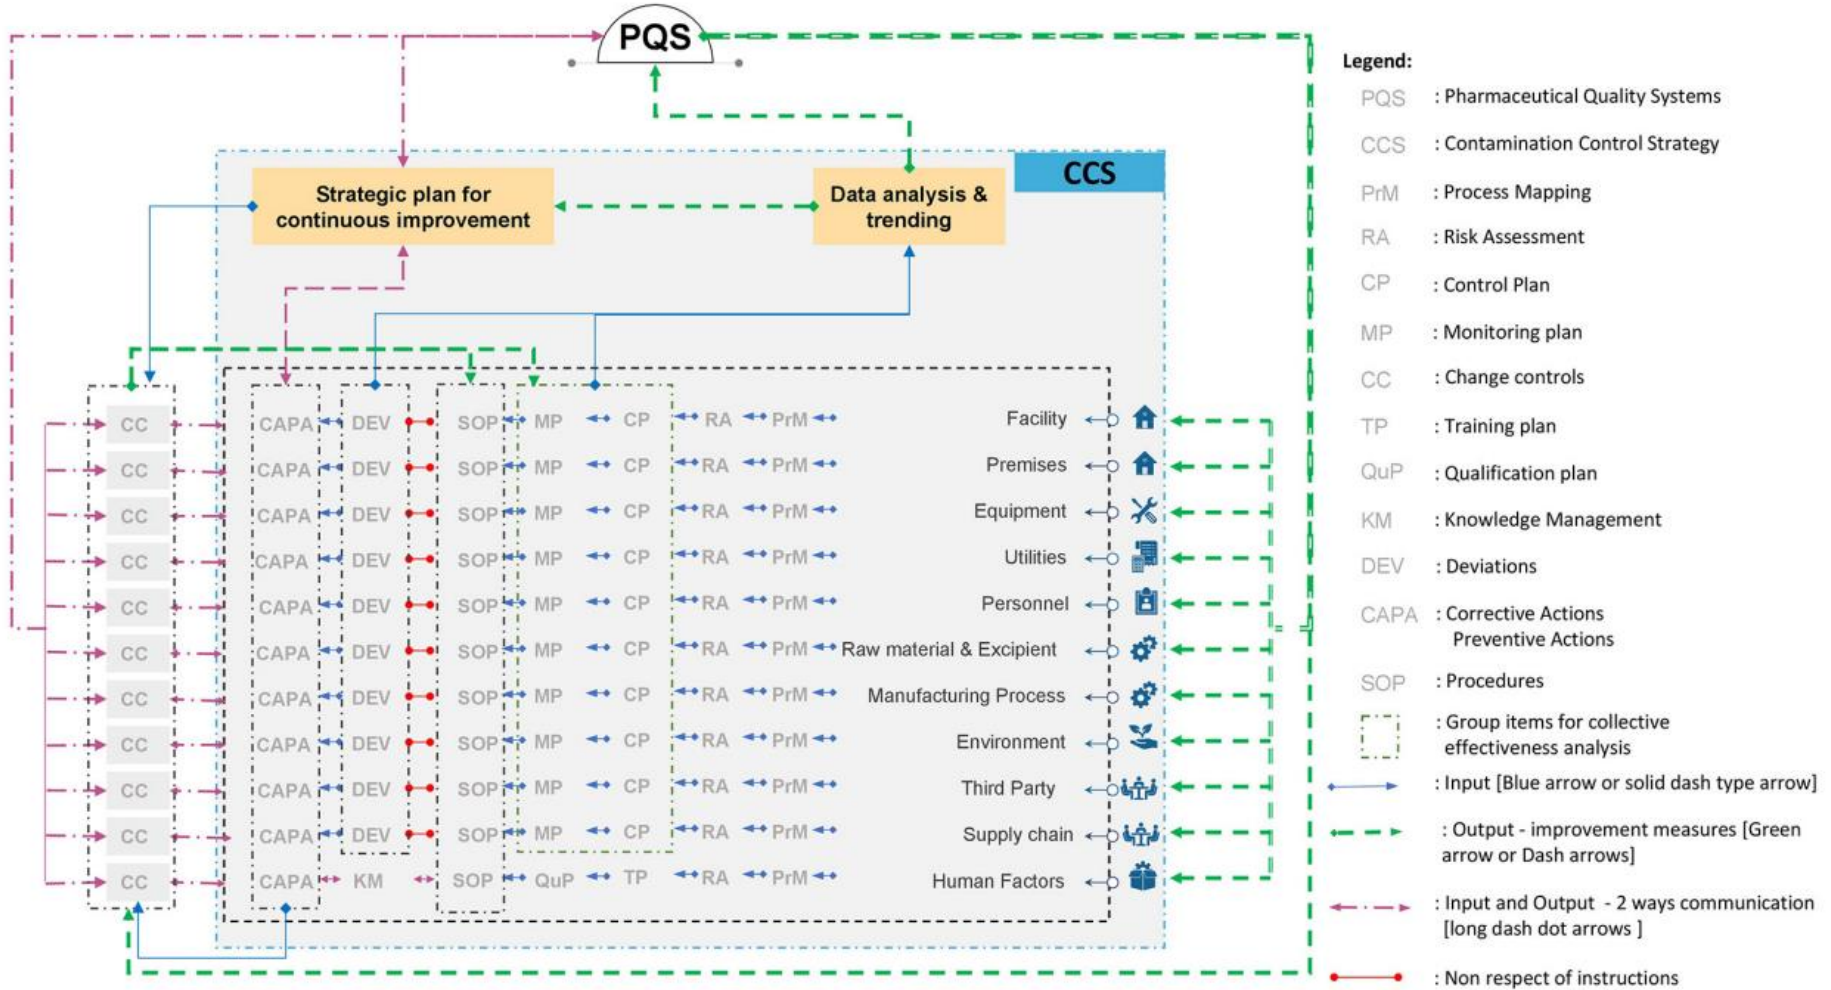 PQS
CCS
Strategic plan for
continuous improvement
Data analysis &
trending
CC CAPA DEV SOP MP CP RA PrM Facility
CC CAPA DEV SOP MP CP RA PrM Premises
CC CAPA DEV SOP MP CP RA PrM Equipment
CC CAPA DEV SOP MP CP RA PrM Utilities
CC CAPA DEV SOP MP CP RA PrM Personnel
CC CAPA DEV SOP MP CP RA PrM Raw material & Excipient
CC CAPA DEV SOP MP CP RA PrM Manufacturing Process
CC CAPA DEV SOP MP CP RA PrM Environment
CC CAPA DEV SOP MP CP RA PrM Third Party
CC CAPA DEV SOP MP CP RA PrM Supply chain
CC CAPA KM SOP QuP TP RA PrM Human Factors
Legend:
PQS : Pharmaceutical Quality Systems
CCS : Contamination Control Strategy
PrM : Process Mapping
RA : Risk Assessment
CP : Control Plan
MP : Monitoring plan
CC : Change controls
TP : Training plan
QuP : Qualification plan
KM : Knowledge Management
DEV : Deviations
CAPA : Corrective Actions
Preventive Actions
SOP : Procedures
: Group items for collective
effectiveness analysis
: Input [Blue arrow or solid dash type arrow]
: Output - improvement measures [Green
arrow or Dash arrows]
: Input and Output - 2 ways communication
[long dash dot arrows ]
: Non respect of instructions